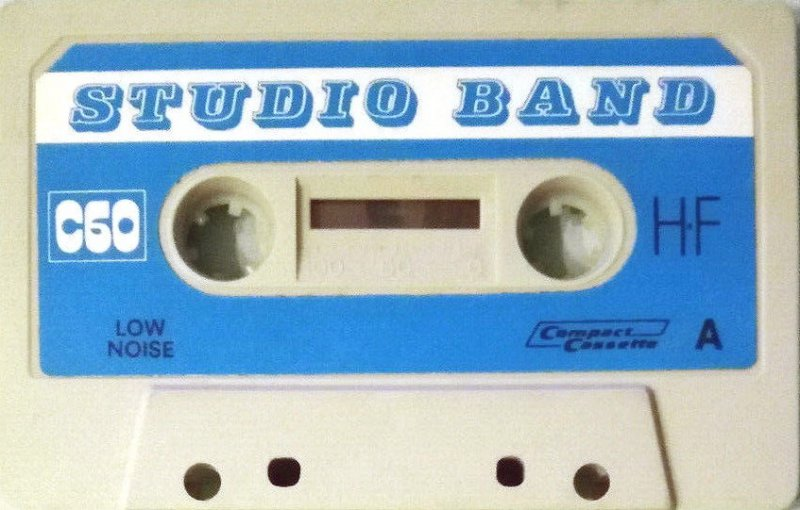 STUDIO BAND
C60
H·F
LOW
NOISE
Compact
Cassette
A